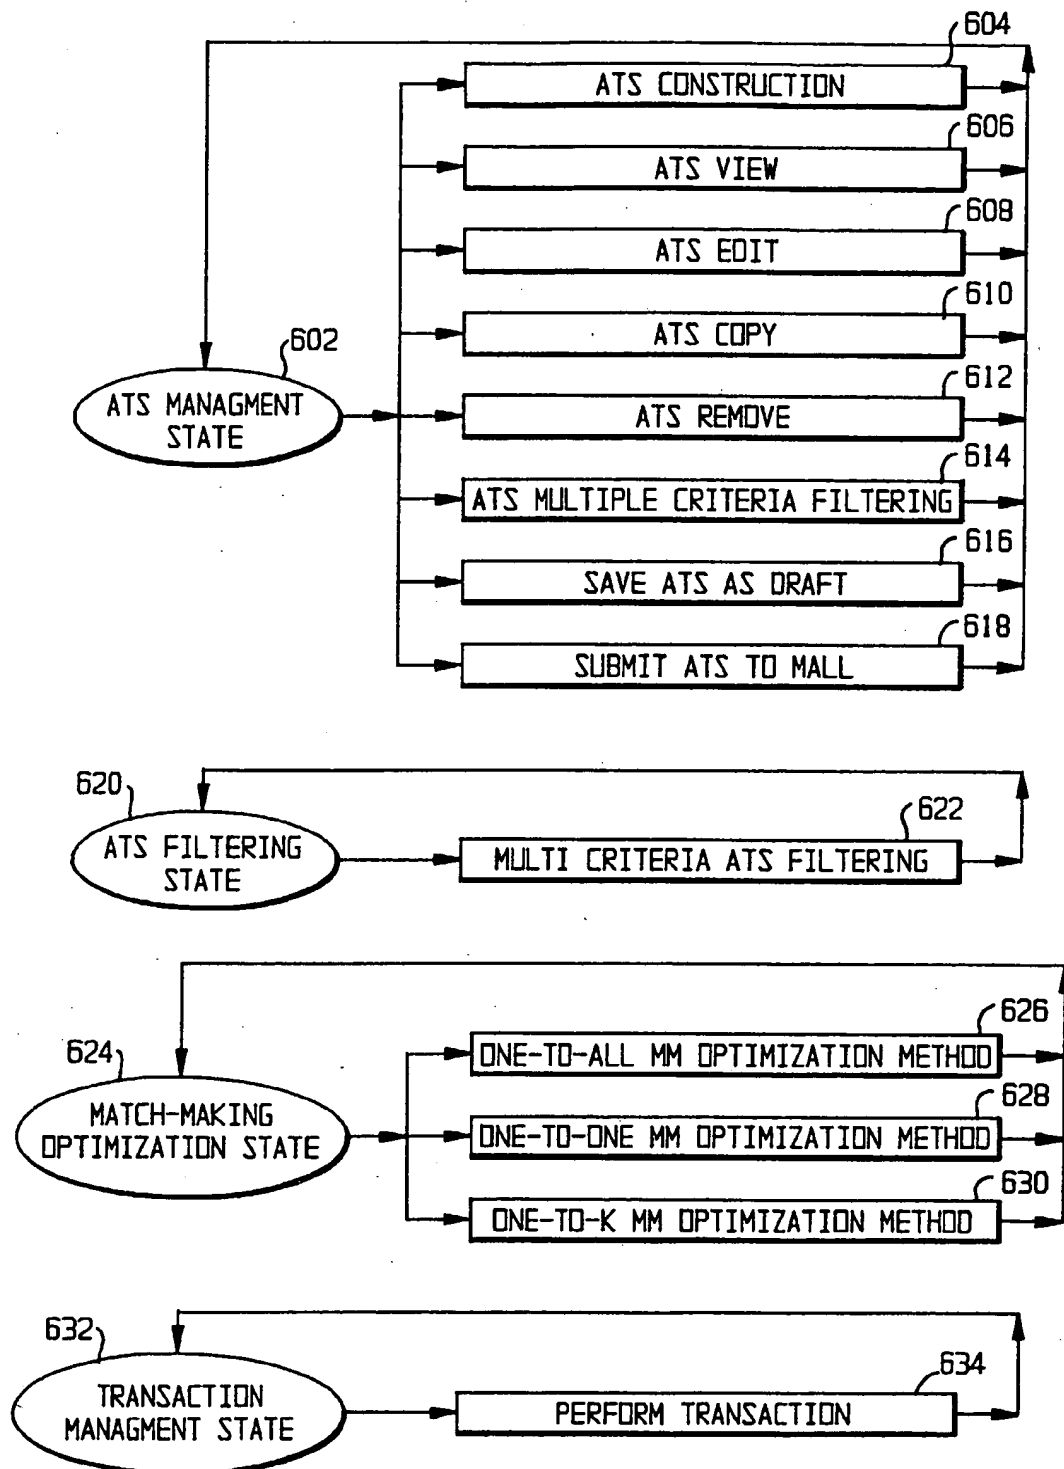 604
ATS CONSTRUCTION
606
ATS VIEW
608
ATS EDIT
610
ATS COPY
602
ATS MANAGMENT
STATE
612
ATS REMOVE
614
ATS MULTIPLE CRITERIA FILTERING
616
SAVE ATS AS DRAFT
618
SUBMIT ATS TO MALL
620
ATS FILTERING
STATE
622
MULTI CRITERIA ATS FILTERING
624
MATCH-MAKING
OPTIMIZATION STATE
626
ONE-TO-ALL MM OPTIMIZATION METHOD
628
ONE-TO-ONE MM OPTIMIZATION METHOD
630
ONE-TO-K MM OPTIMIZATION METHOD
632
TRANSACTION
MANAGMENT STATE
634
PERFORM TRANSACTION